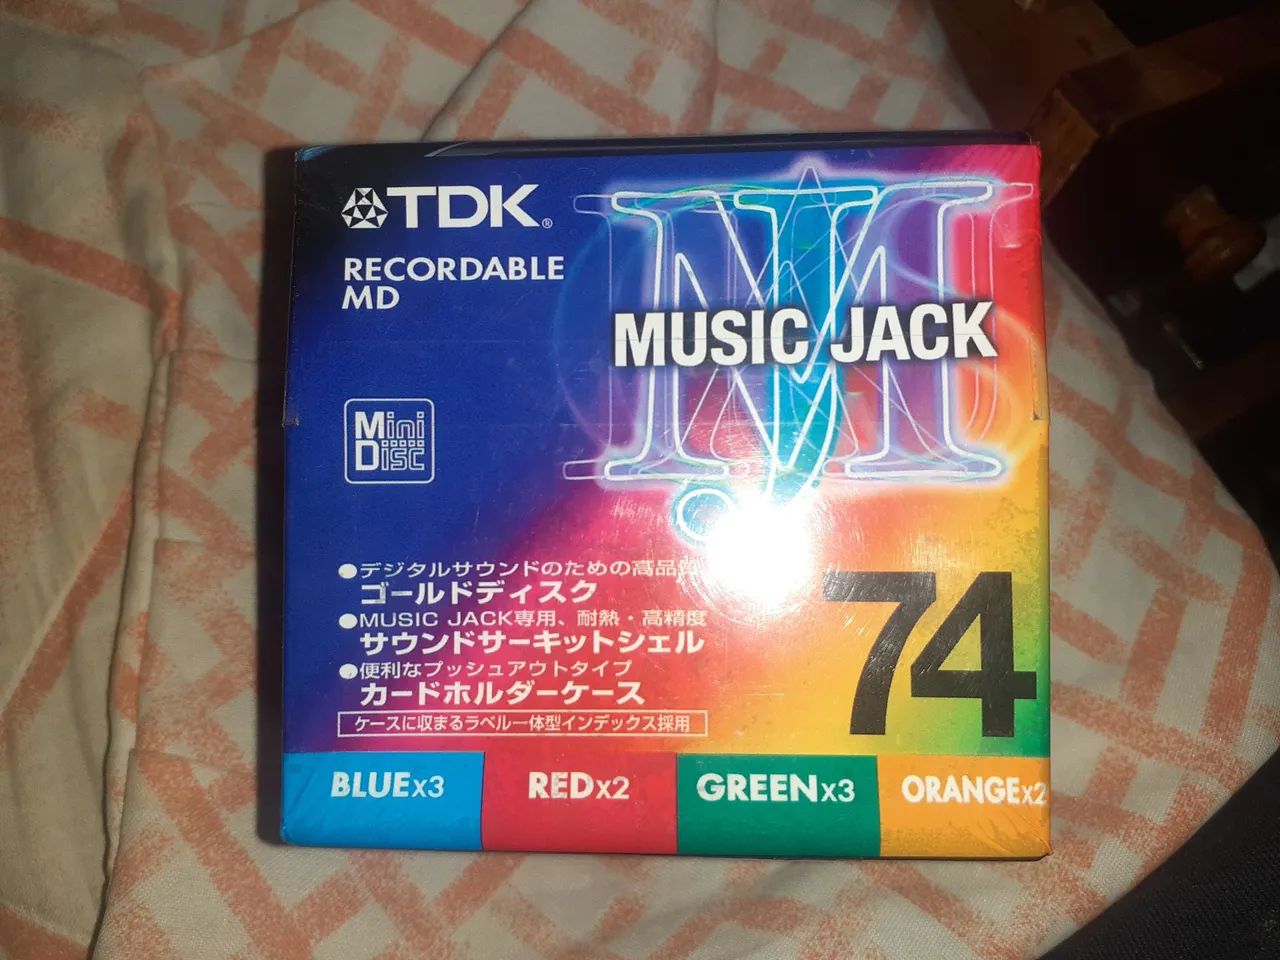 TDK®
RECORDABLE
MD
MUSIC JACK
Mini
Disc
●デジタルサウンドのための高品質
ゴールドディスク
●MUSIC JACK専用、耐熱・高精度
サウンドサーキットシェル
●便利なプッシュアウトタイプ
カードホルダーケース
ケースに収まるラベル一体型インデックス採用
74
BLUEx3
REDx2
GREENx3
ORANGEx2